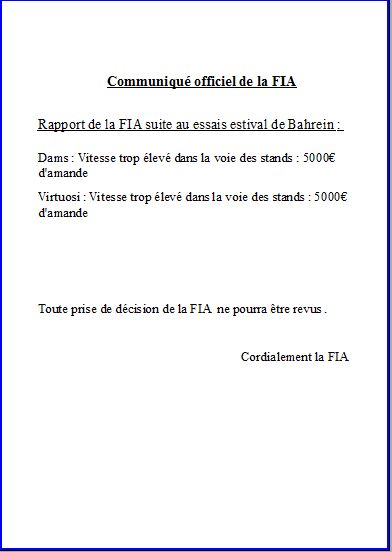 Communiqué officiel de la FIA
Rapport de la FIA suite au essais estival de Bahrein :
Dams : Vitesse trop élevé dans la voie des stands : 5000€
d'amande
Virtuosi : Vitesse trop élevé dans la voie des stands : 5000€
d'amande
Toute prise de décision de la FIA ne pourra être revus .
Cordialement la FIA